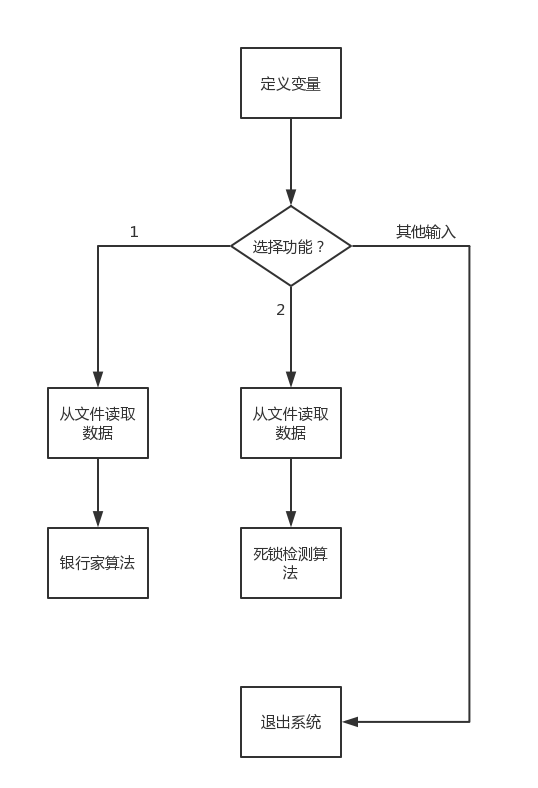 定义变量
1
选择功能？
其他输入
2
从文件读取
数据
从文件读取
数据
银行家算法
死锁检测算
法
退出系统